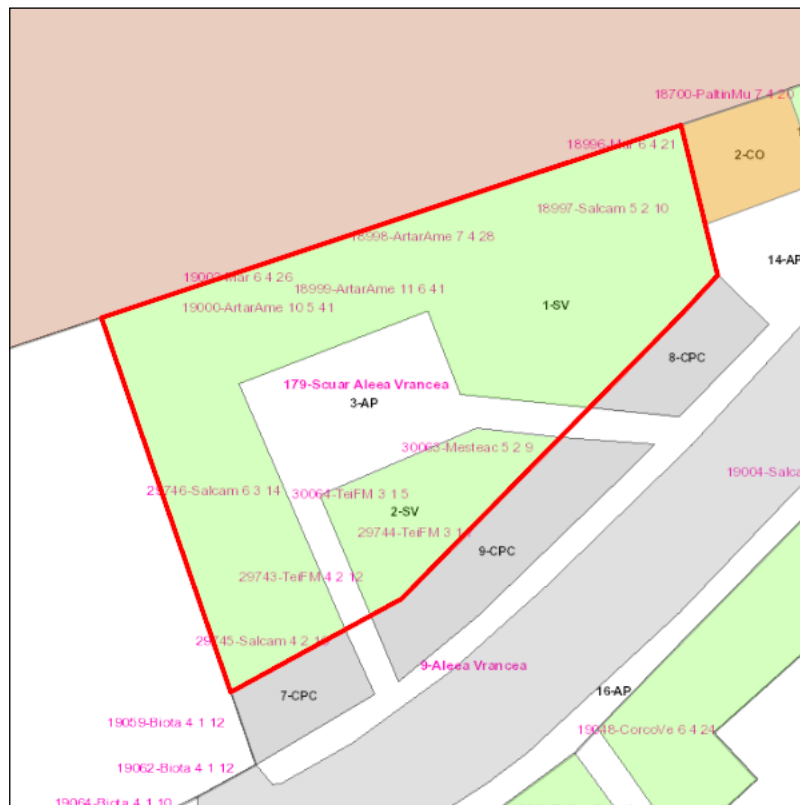 18700-PaltinMu 7 4 20
18996-Mar 6 4 21
2-CO
18997-Salcam 5 2 10
18998-ArtarAme 7 4 28
14-AP
19002-Mar 6 4 26
18999-ArtarAme 11 6 41
19000-ArtarAme 10 5 41
1-SV
8-CPC
179-Scuar Aleea Vrancea
3-AP
30063-Mesteac 5 2 9
19004-Salca
29746-Salcam 6 3 14
30064-TeiFM 3 1 5
2-SV
29744-TeiFM 3 1
9-CPC
29743-TeiFM 4 2 12
29745-Salcam 4 2
9-Aleea Vrancea
7-CPC
16-AP
19059-Biota 4 1 12
19048-CorcoVe 6 4 24
19062-Biota 4 1 12
19064-Biota 4 1 10